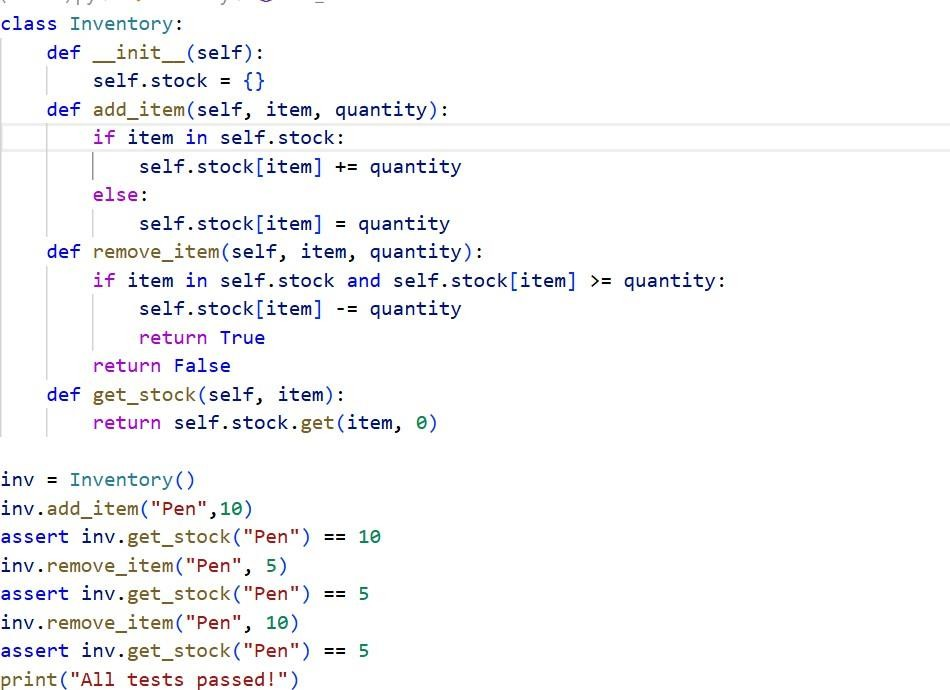 class Inventory:
    def __init__(self):
        self.stock = {}
    def add_item(self, item, quantity):
        if item in self.stock:
            self.stock[item] += quantity
        else:
            self.stock[item] = quantity
    def remove_item(self, item, quantity):
        if item in self.stock and self.stock[item] >= quantity:
            self.stock[item] -= quantity
            return True
        return False
    def get_stock(self, item):
        return self.stock.get(item, 0)

inv = Inventory()
inv.add_item("Pen",10)
assert inv.get_stock("Pen") == 10
inv.remove_item("Pen", 5)
assert inv.get_stock("Pen") == 5
inv.remove_item("Pen", 10)
assert inv.get_stock("Pen") == 5
print("All tests passed!")